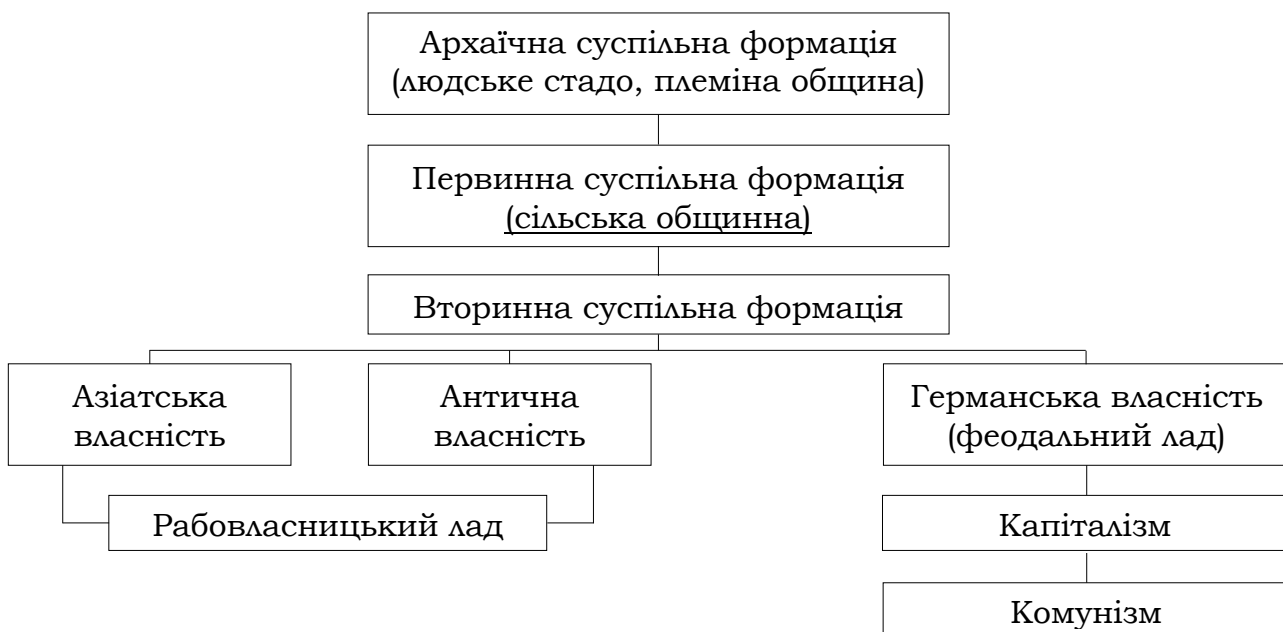 Архаїчна суспільна формація
(людське стадо, племіна община)
Первинна суспільна формація
(сільська общинна)
Вторинна суспільна формація
Азіатська
власність
Антична
власність
Германська власність
(феодальний лад)
Рабовласницький лад
Капіталізм
Комунізм